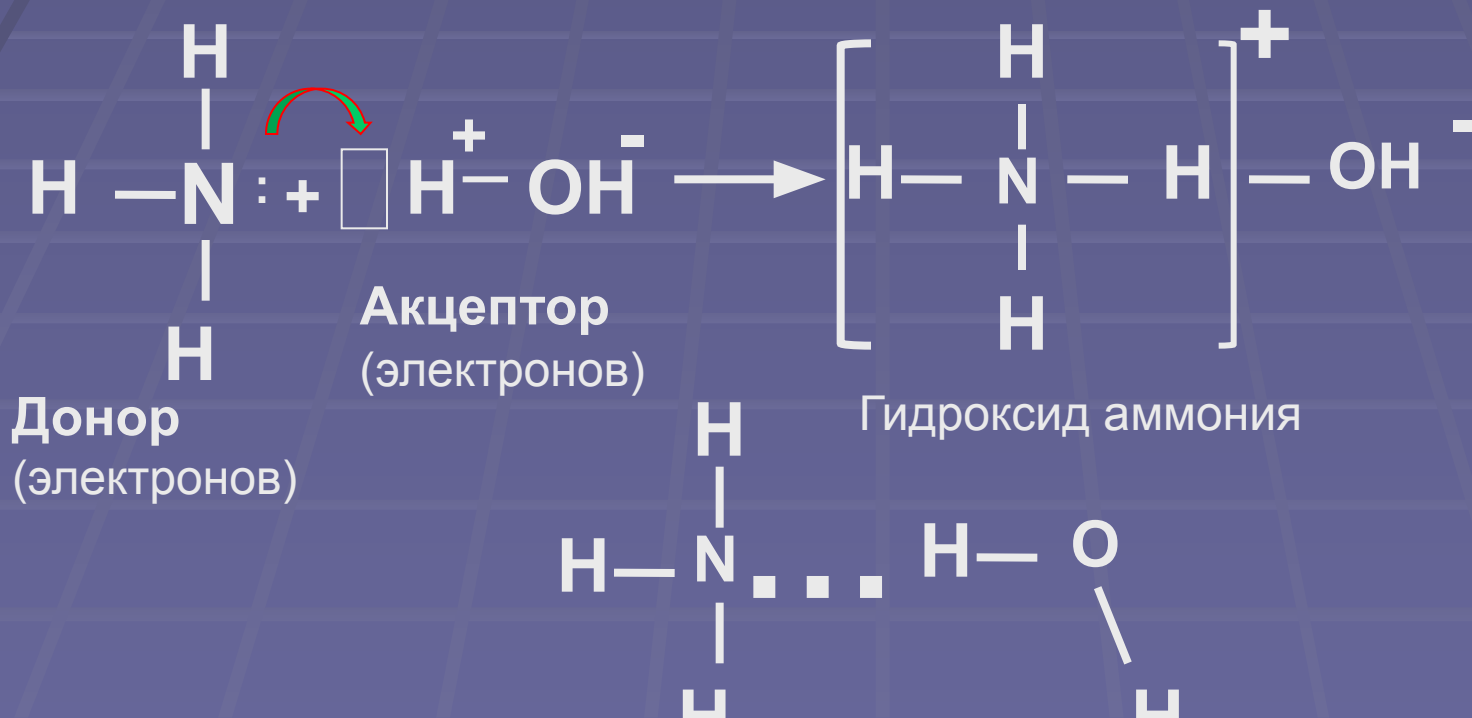 H H +
H — N : + H⁺ — OH⁻ → [ H — N — H ] — OH⁻
H H
Акцептор
(электронов)
Донор
(электронов)
Гидроксид аммония
H
H — N . . . H — O
H H